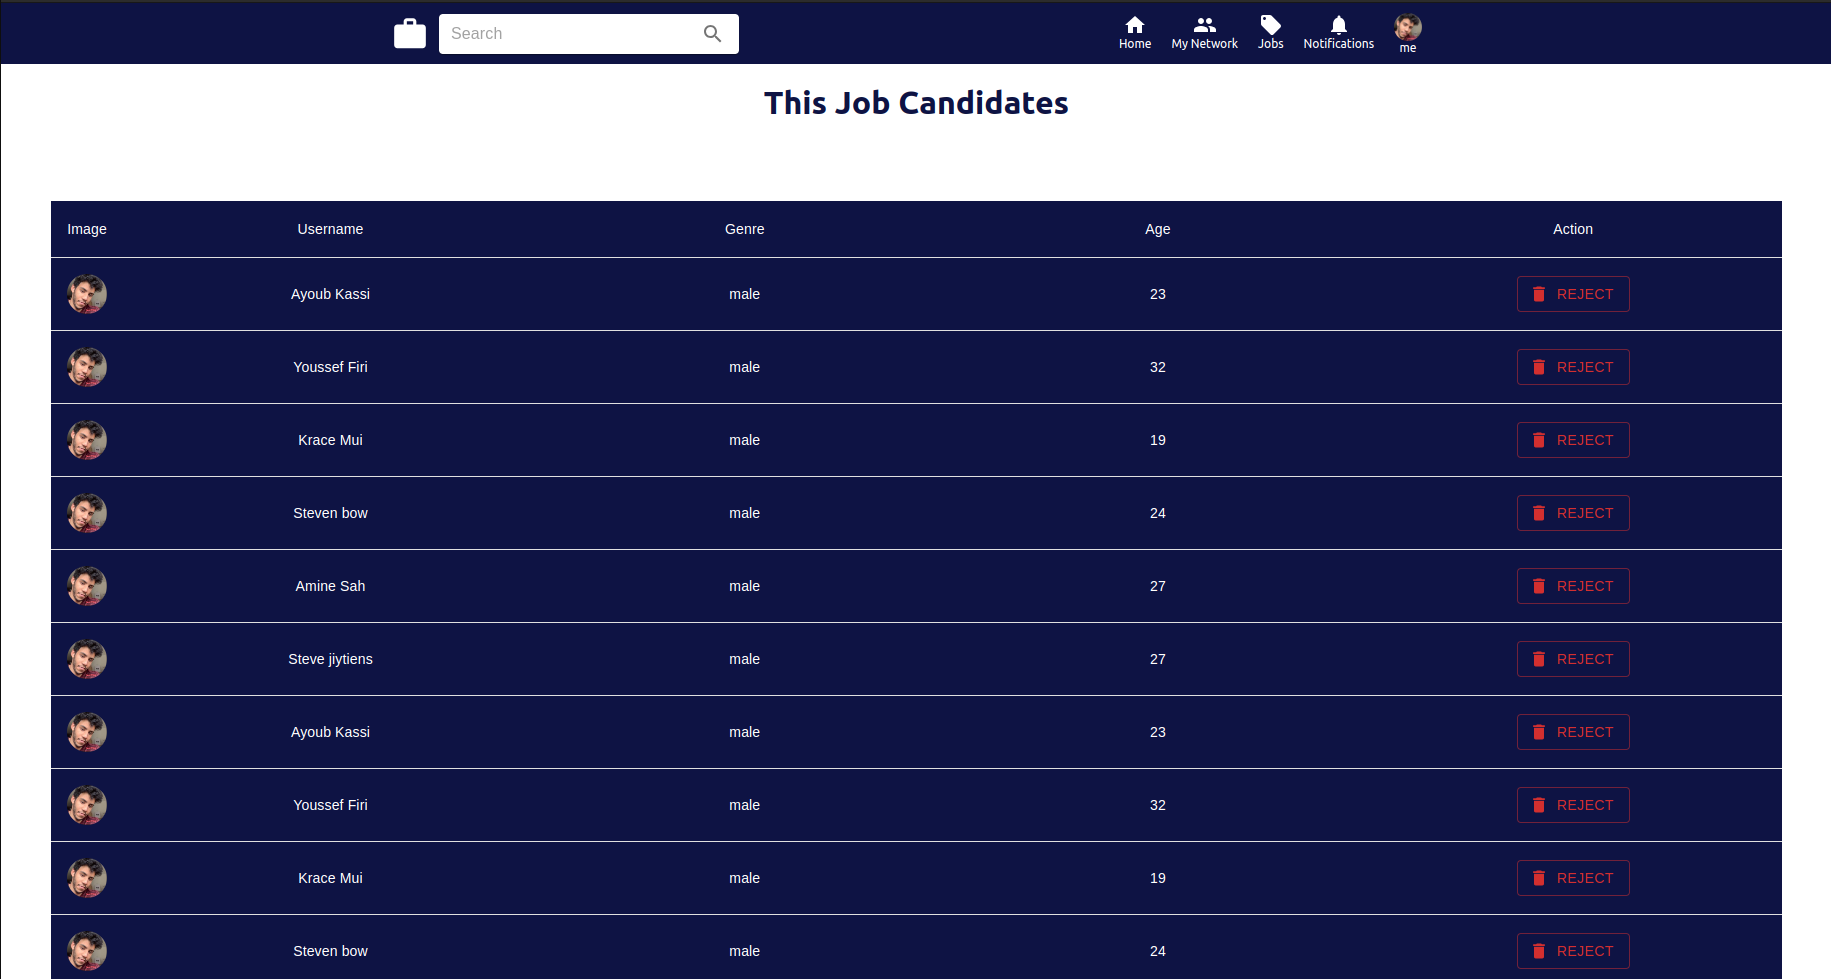 Search
Home My Network Jobs Notifications me
This Job Candidates
Image Username Genre Age Action
Ayoub Kassi male 23 REJECT
Youssef Firi male 32 REJECT
Krace Mui male 19 REJECT
Steven bow male 24 REJECT
Amine Sah male 27 REJECT
Steve jiytiens male 27 REJECT
Ayoub Kassi male 23 REJECT
Youssef Firi male 32 REJECT
Krace Mui male 19 REJECT
Steven bow male 24 REJECT